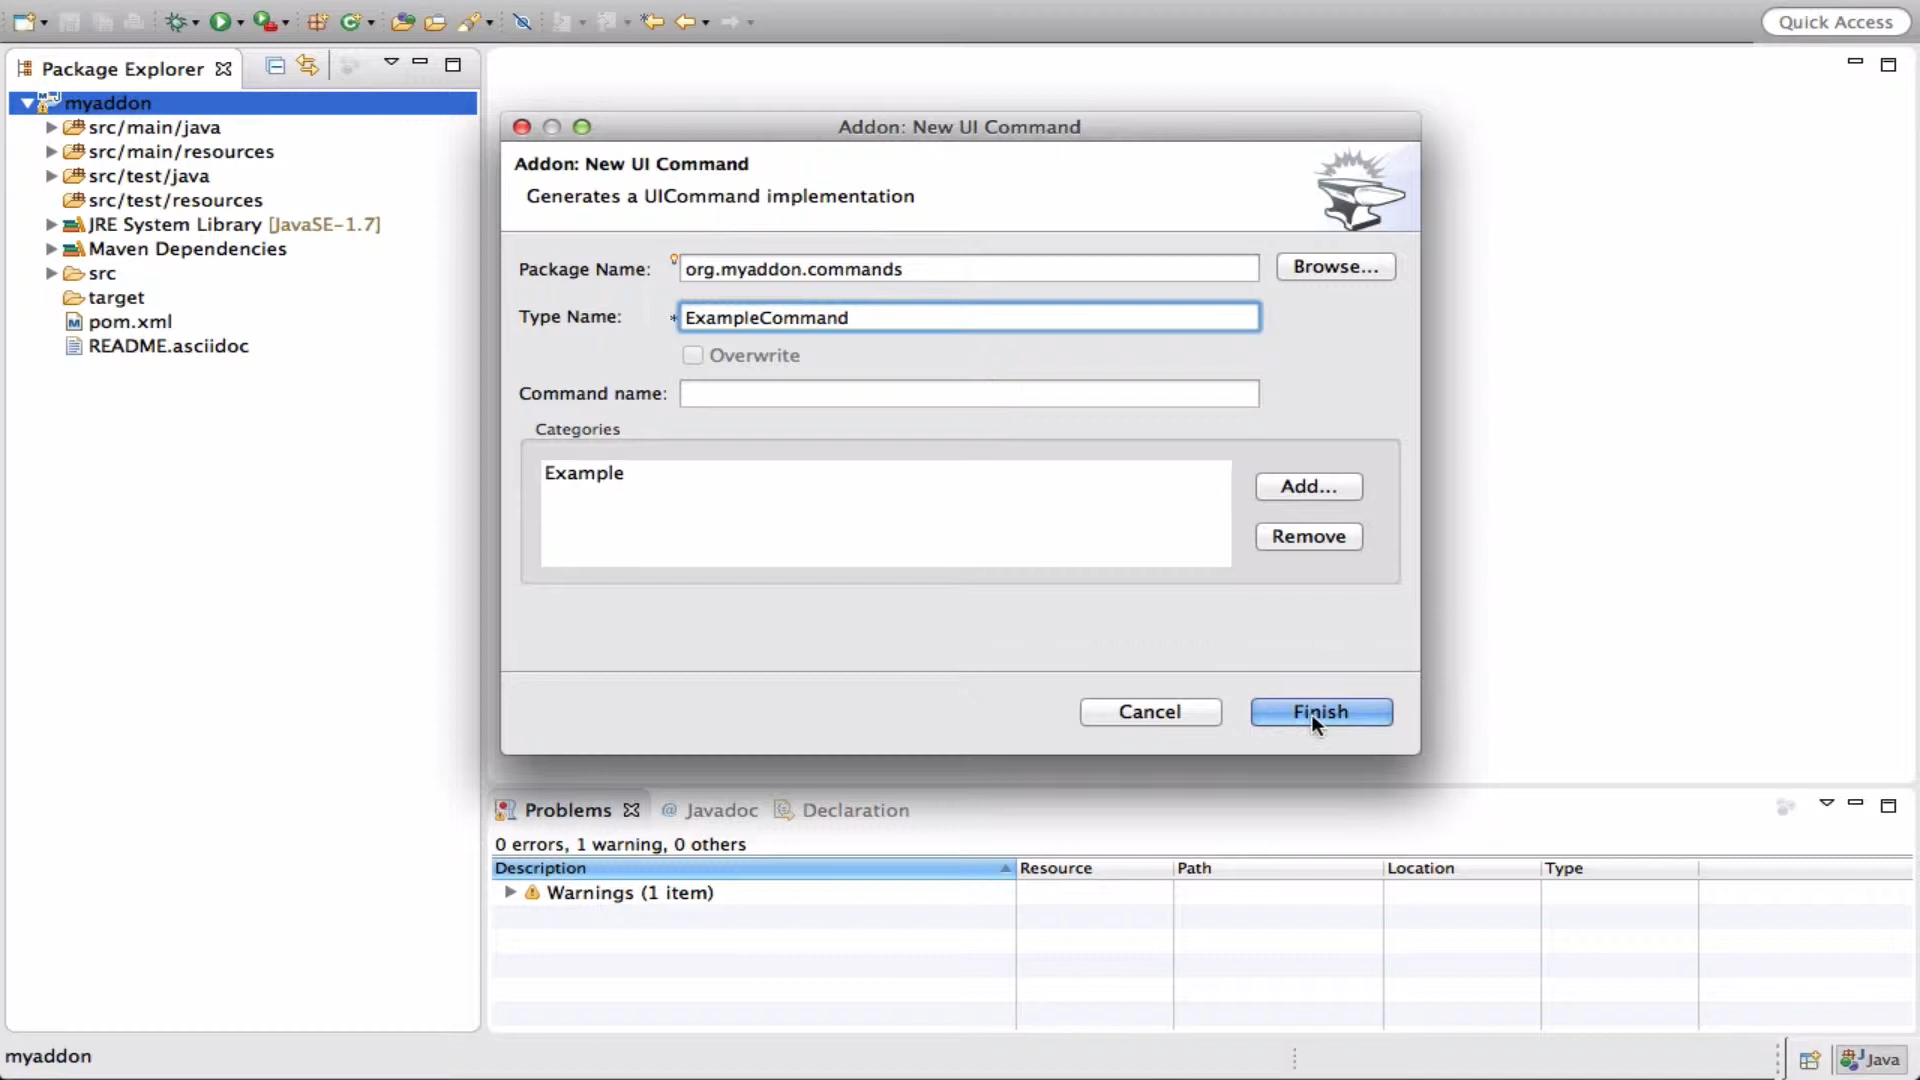 Quick Access
Package Explorer
myaddon
src/main/java
src/main/resources
src/test/java
src/test/resources
JRE System Library [JavaSE-1.7]
Maven Dependencies
src
target
pom.xml
README.asciidoc
Addon: New UI Command
Addon: New UI Command
Generates a UICommand implementation
Package Name: org.myaddon.commands Browse...
Type Name: * ExampleCommand
Overwrite
Command name:
Categories
Example
Add...
Remove
Cancel Finish
Problems @ Javadoc Declaration
0 errors, 1 warning, 0 others
Description Resource Path Location Type
Warnings (1 item)
myaddon
Java